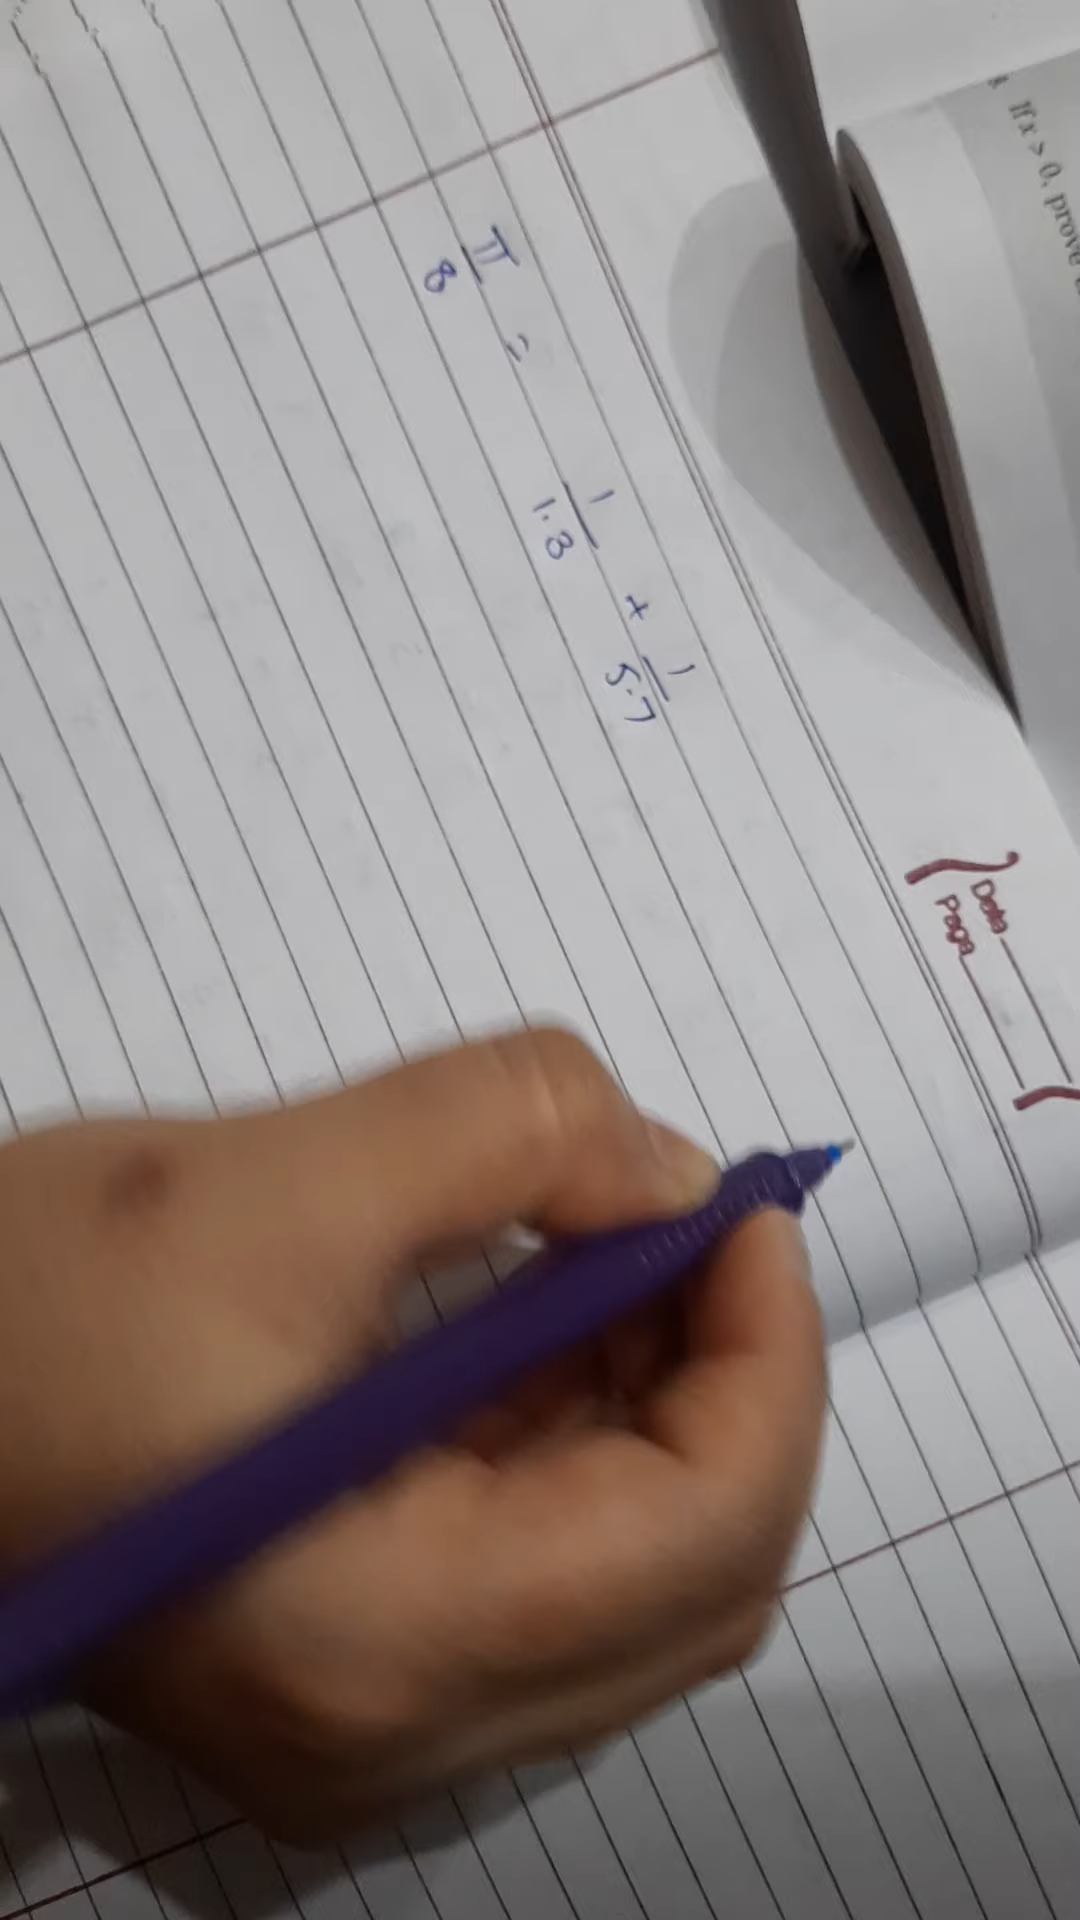 If x > 0, prove
Date
Page
π/8 = 1/1.3 + 1/5.7